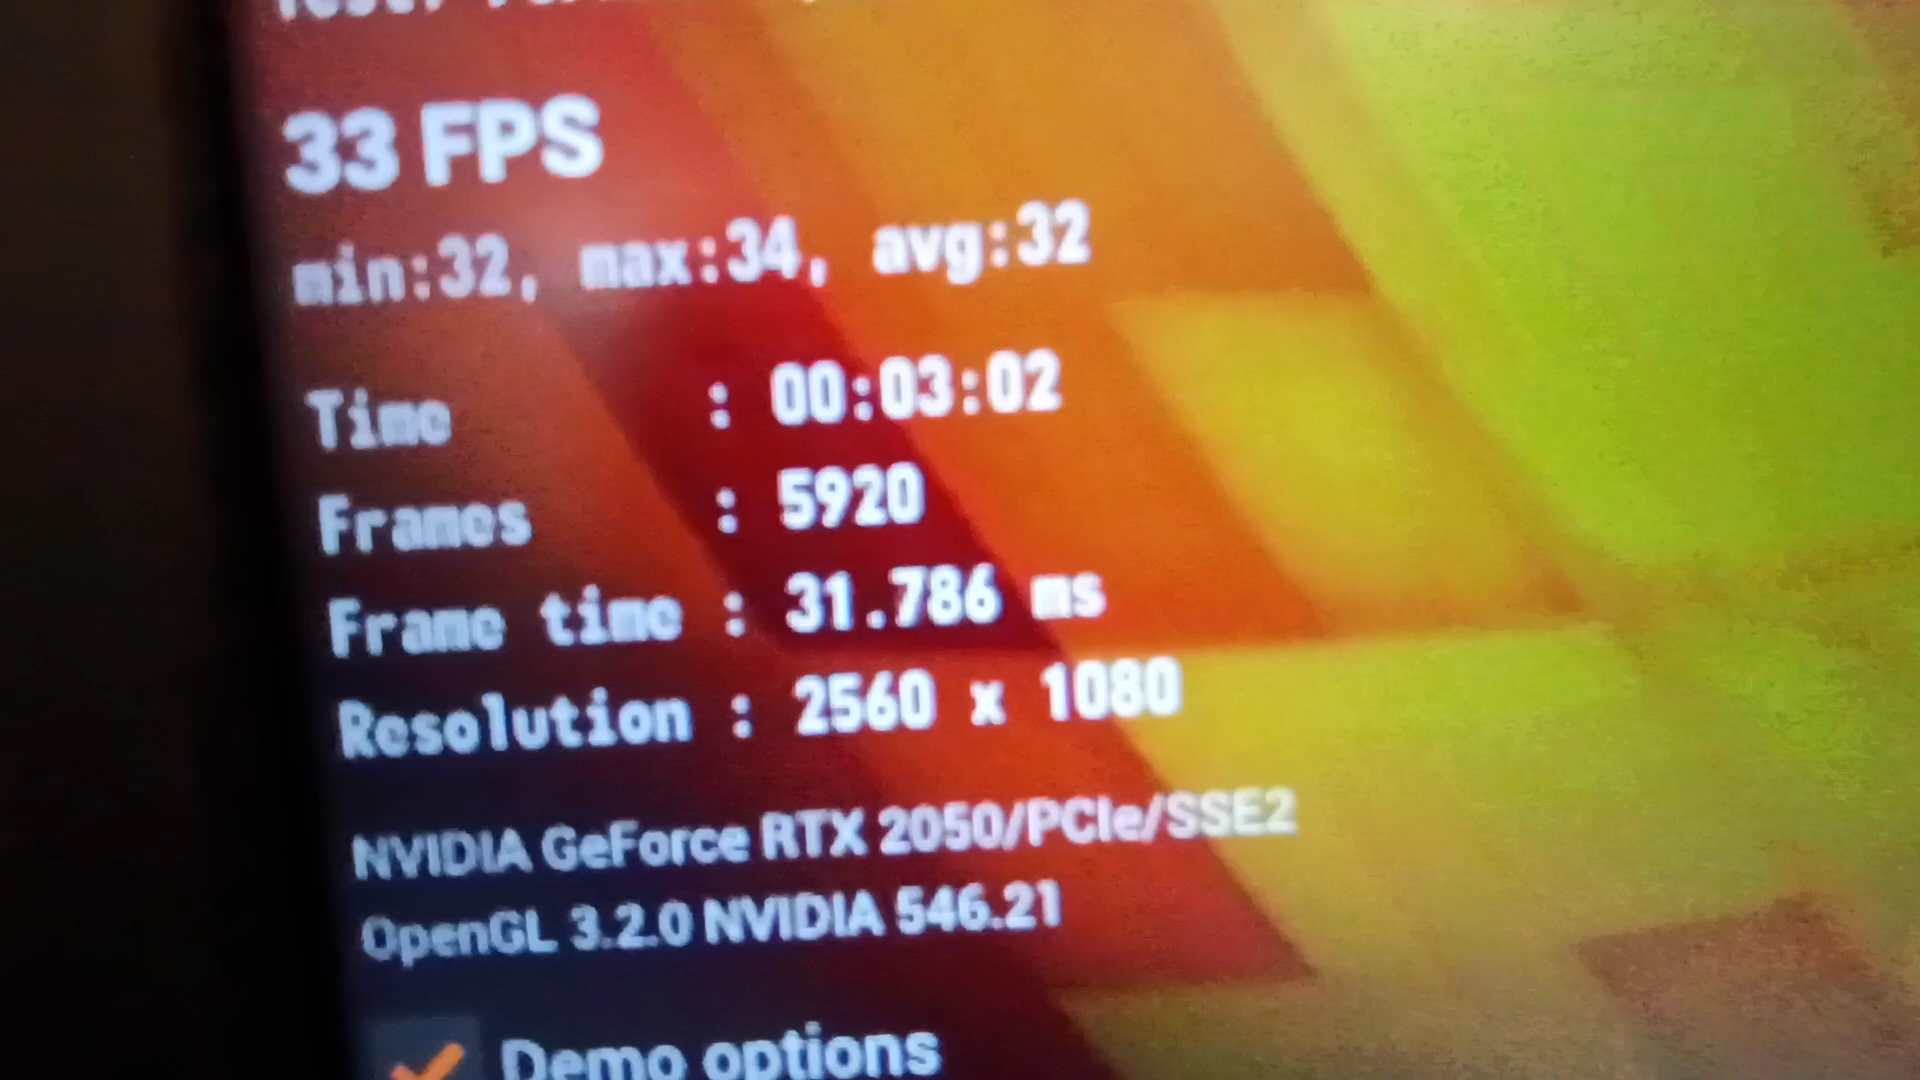 33 FPS
min:32, max:34, avg:32
Time : 00:03:02
Frames : 5920
Frame time : 31.786 ms
Resolution : 2560 x 1080
NVIDIA GeForce RTX 2050/PCIe/SSE2
OpenGL 3.2.0 NVIDIA 546.21
Demo options